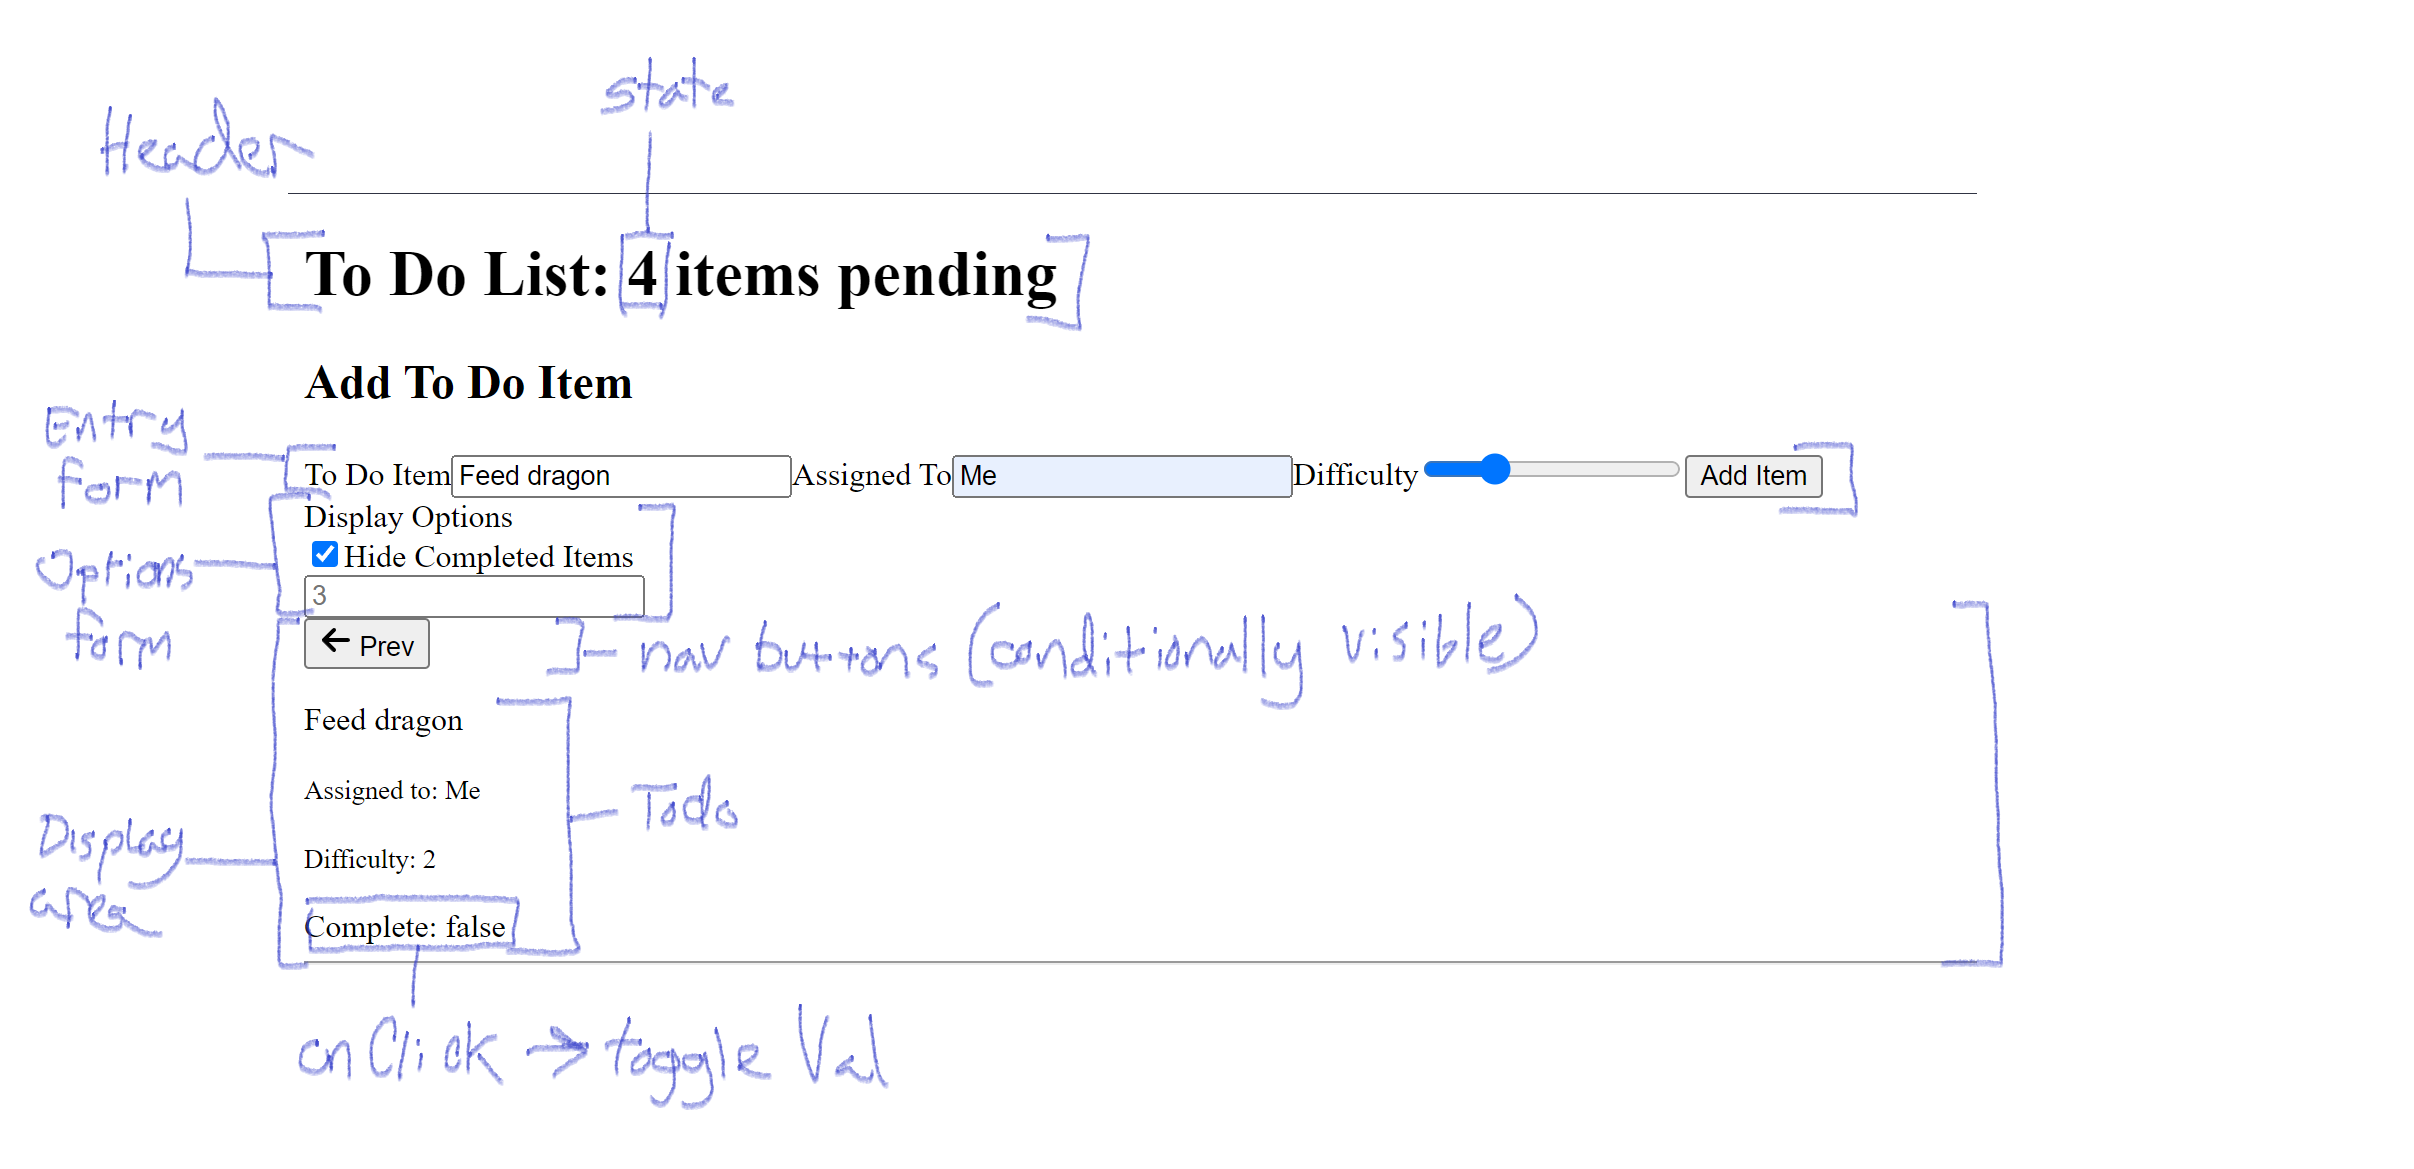 state
Header
To Do List: 4 items pending
Add To Do Item
Entry
form
To Do Item Feed dragon Assigned To Me Difficulty Add Item
Display Options
Hide Completed Items
3
Options
form
← Prev
nav buttons (conditionally visible)
Feed dragon
Assigned to: Me
Todo
Difficulty: 2
Display
area
Complete: false
onClick → toggle Val